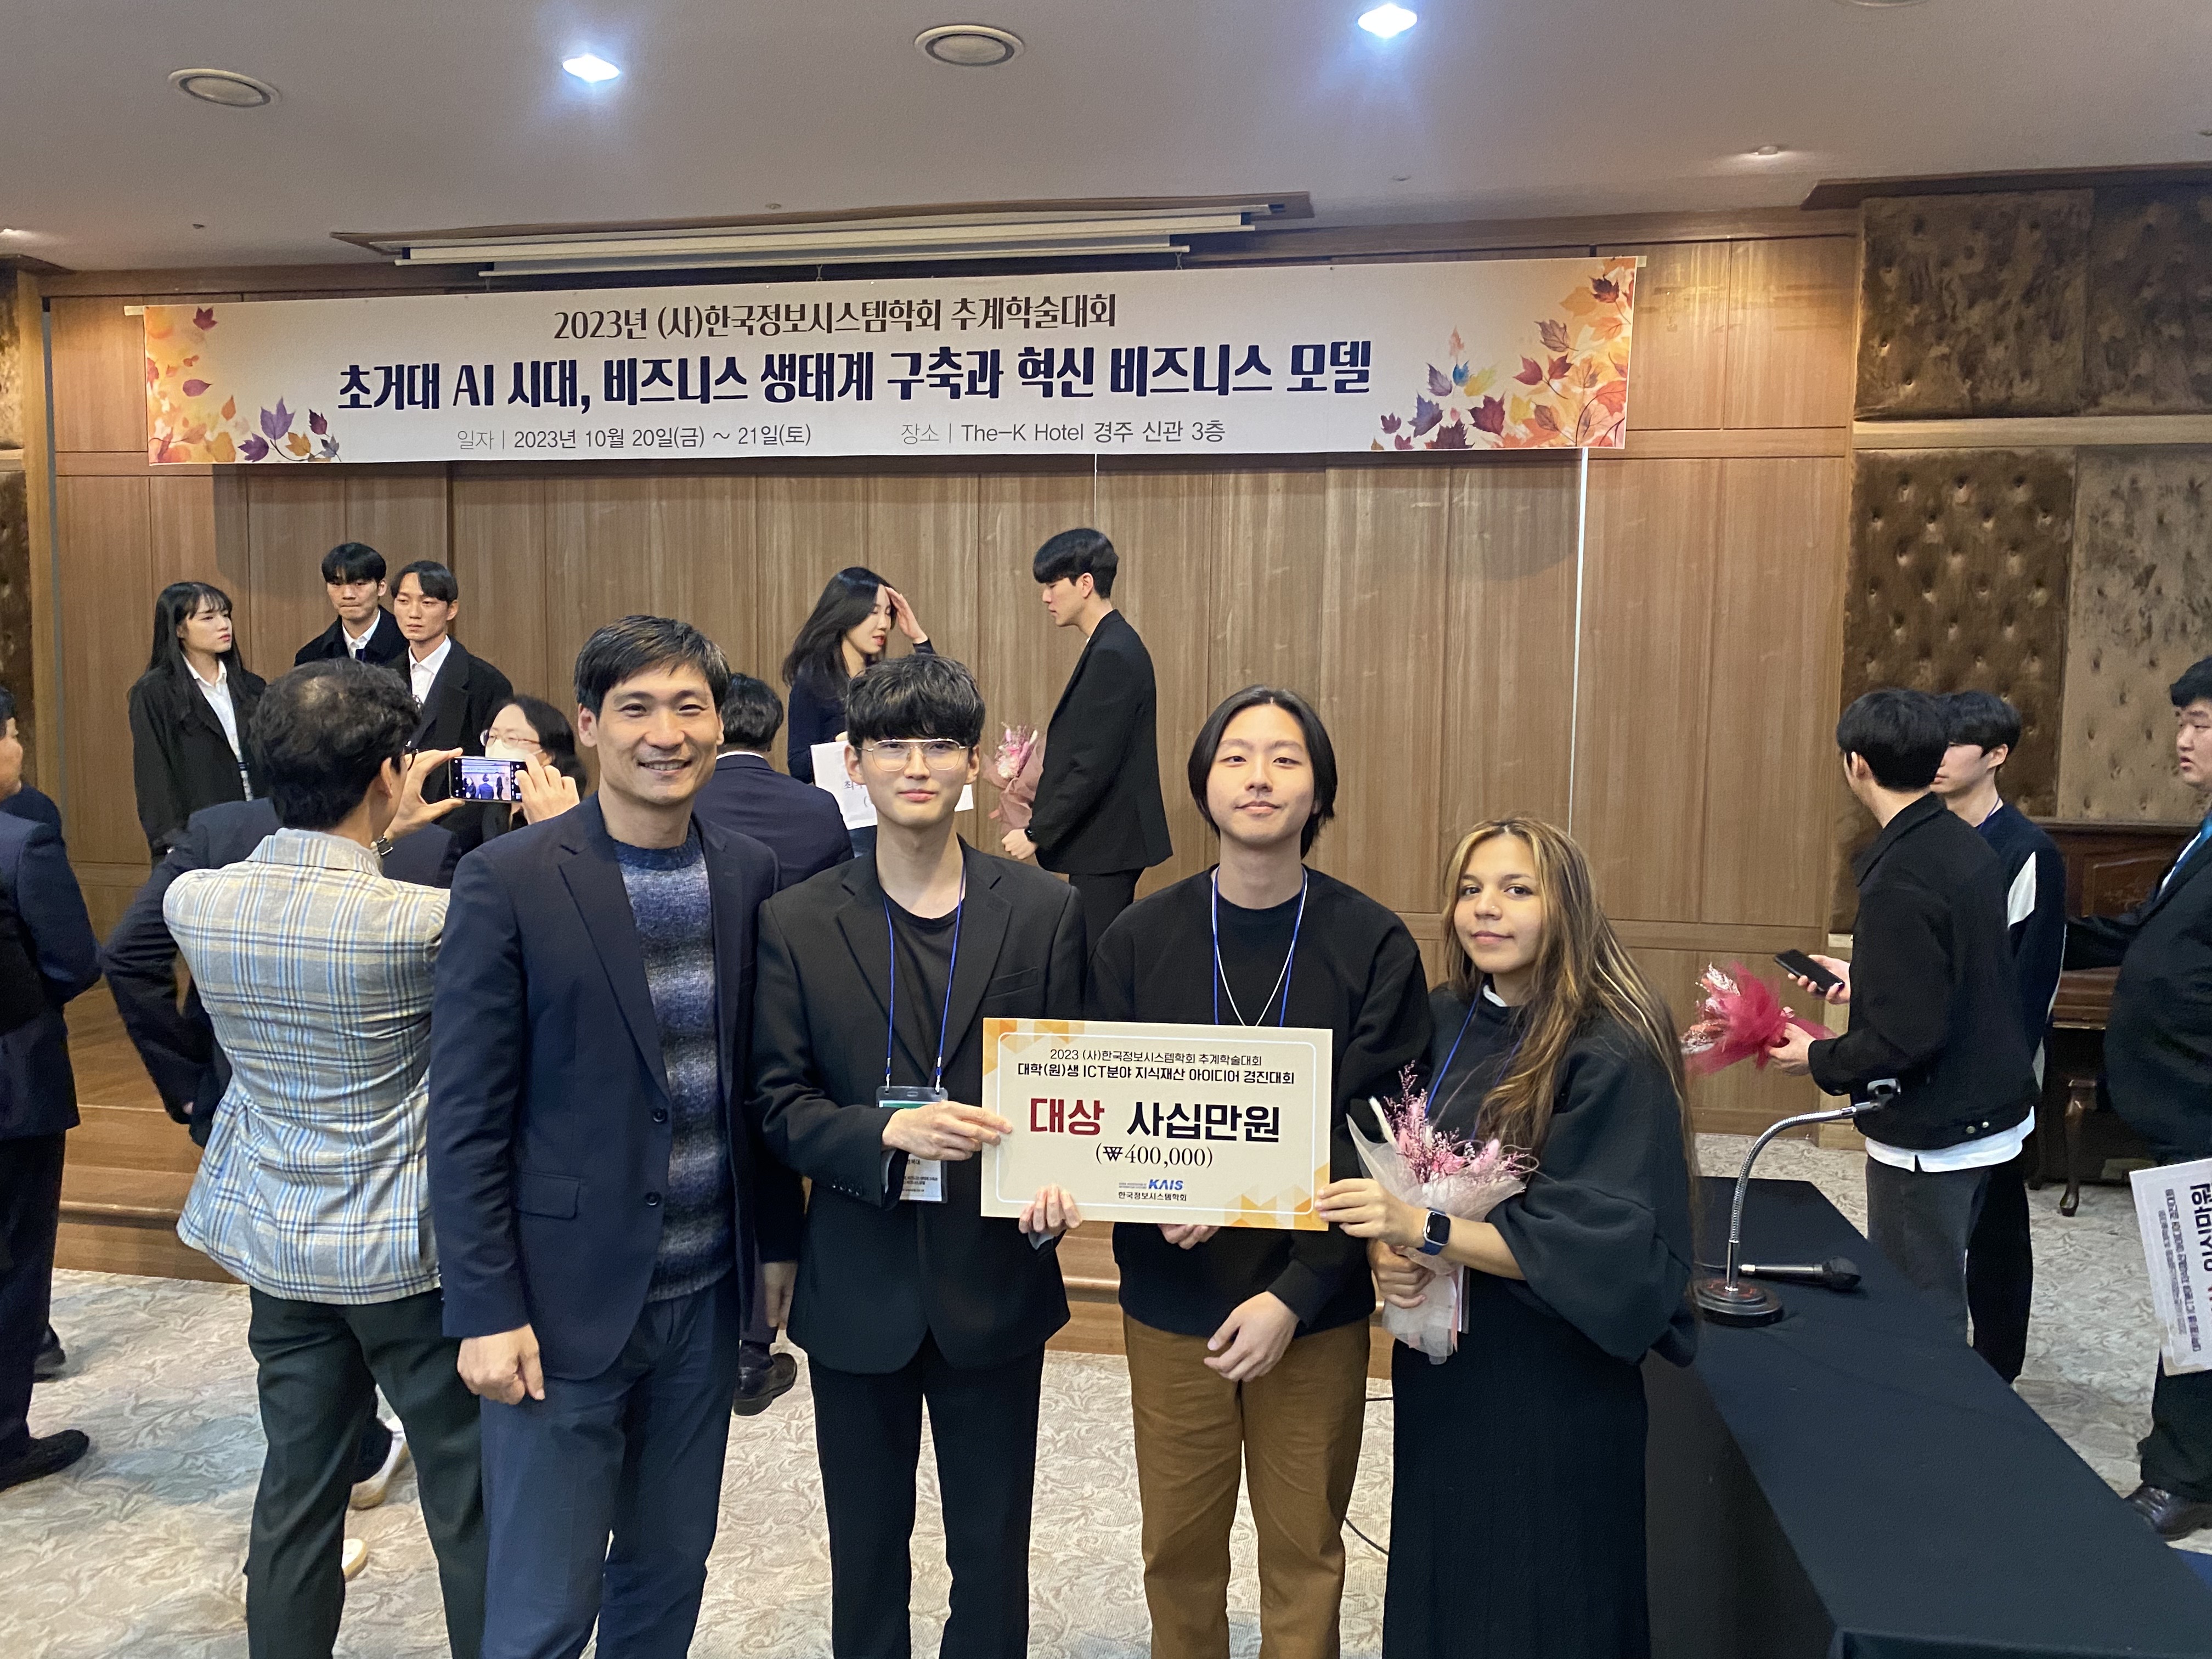 2023년 (사)한국정보시스템학회 추계학술대회
초거대 AI 시대, 비즈니스 생태계 구축과 혁신 비즈니스 모델
일자 | 2023년 10월 20일(금) ~ 21일(토) 장소 | The-K Hotel 경주 신관 3층
2023 (사)한국정보시스템학회 추계학술대회
대학(원)생 ICT분야 지식재산 아이디어 경진대회
대상 사십만원
(₩400,000)
KAIS
한국정보시스템학회